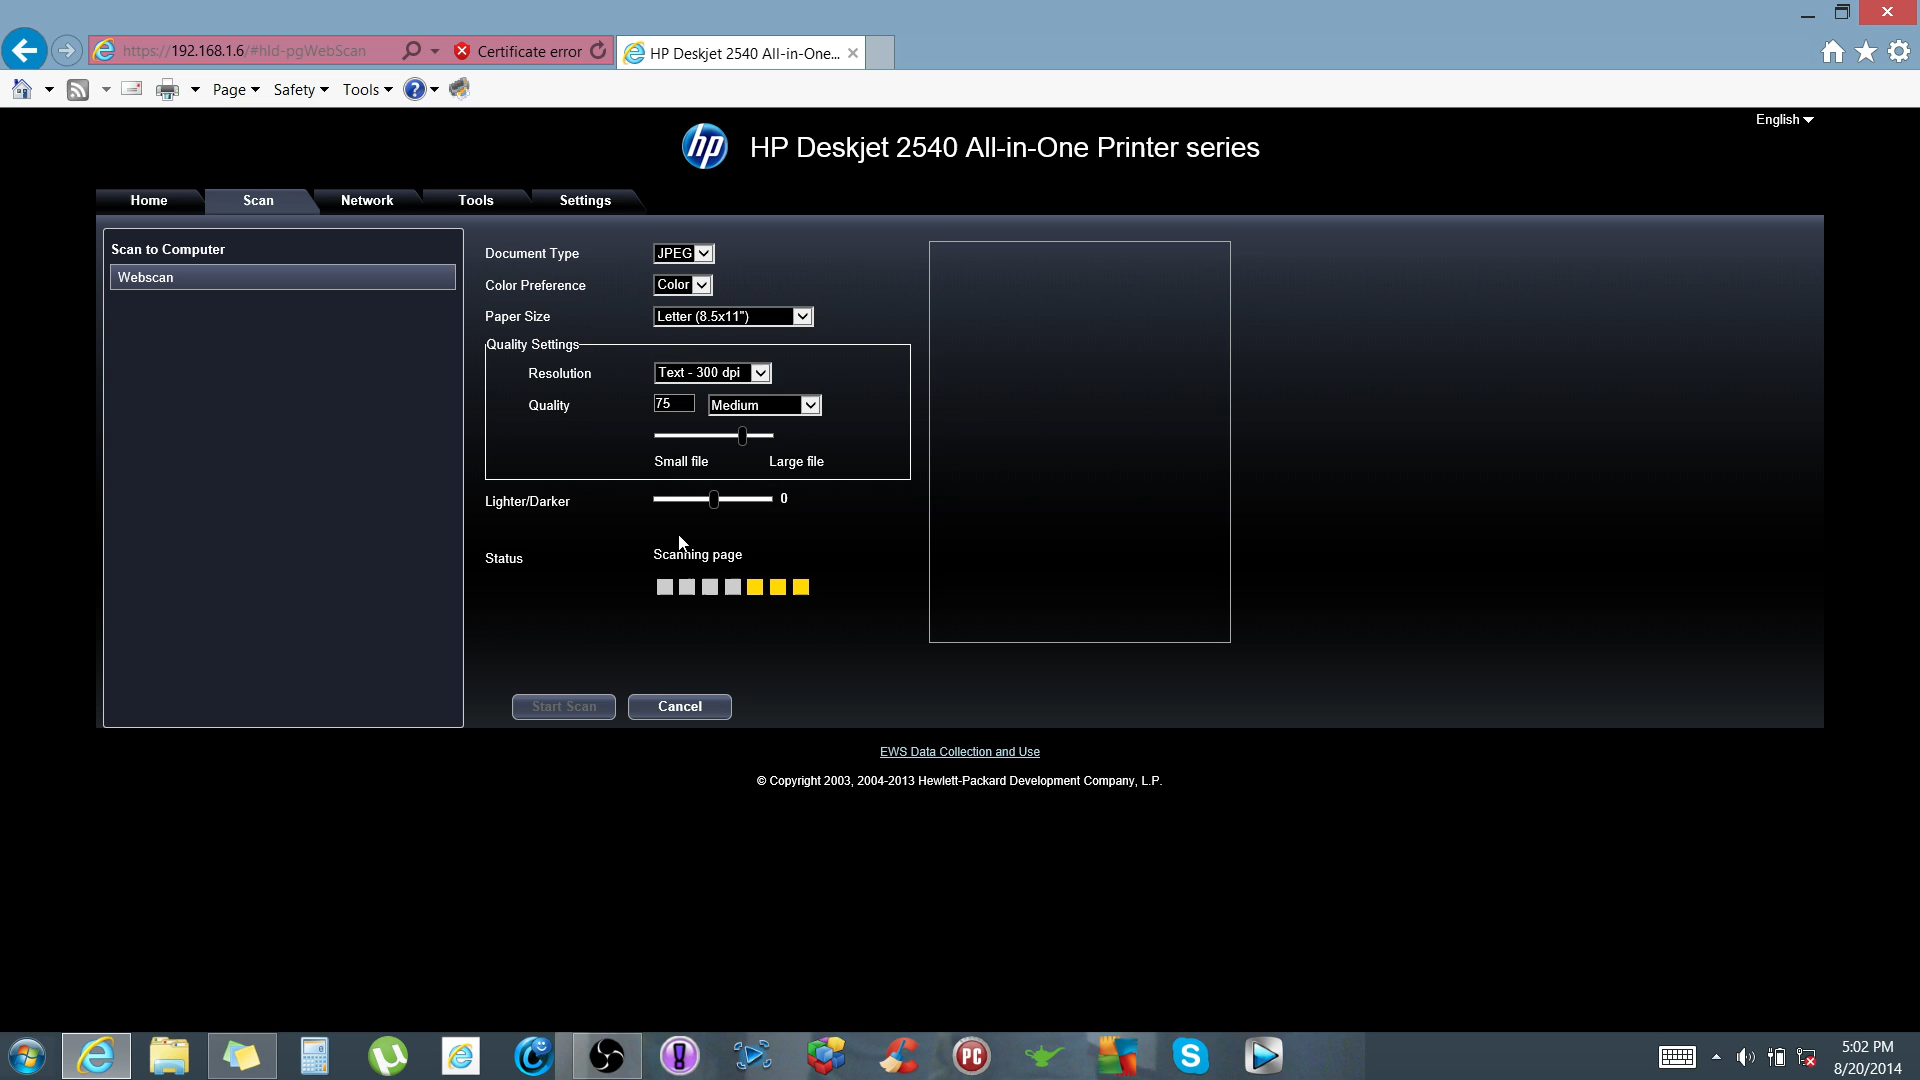 https://192.168.1.6/#hId-pgWebScan
Certificate error
HP Deskjet 2540 All-in-One...
Page
Safety
Tools
English
hp
HP Deskjet 2540 All-in-One Printer series
Home
Scan
Network
Tools
Settings
Scan to Computer
Webscan
Document Type
JPEG
Color Preference
Color
Paper Size
Letter (8.5x11")
Quality Settings
Resolution
Text - 300 dpi
Quality
75
Medium
Small file
Large file
Lighter/Darker
0
Status
Scanning page
Start Scan
Cancel
EWS Data Collection and Use
© Copyright 2003, 2004-2013 Hewlett-Packard Development Company, L.P.
PC
5:02 PM
8/20/2014